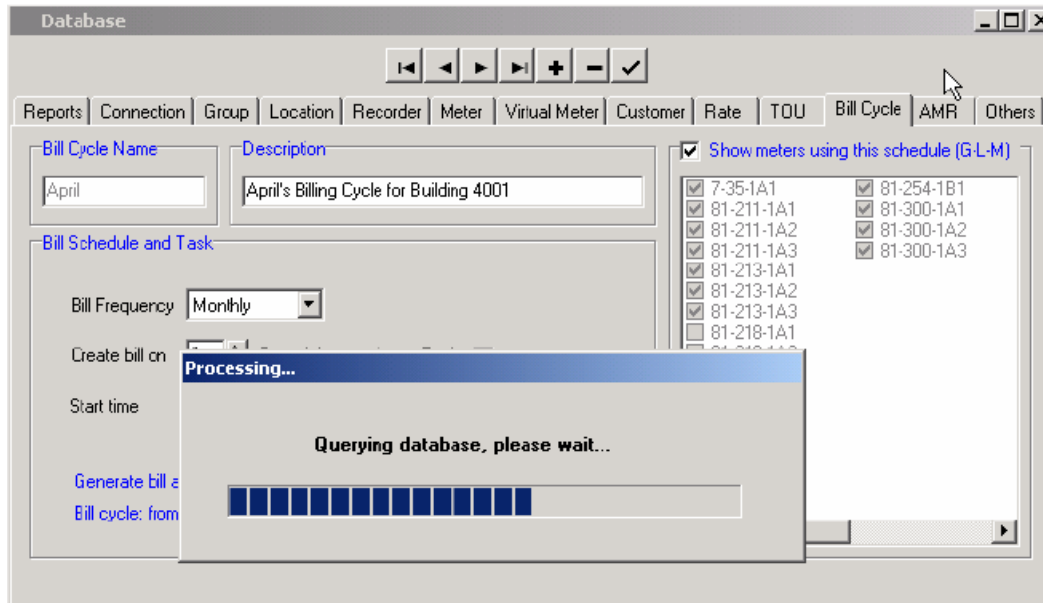 Database
Reports Connection Group Location Recorder Meter Virtual Meter Customer Rate TOU Bill Cycle AMR Others
Bill Cycle Name
April
Description
April's Billing Cycle for Building 4001
Bill Schedule and Task
Bill Frequency Monthly
Create bill on
Start time
Generate bill a
Bill cycle: from
Show meters using this schedule (G-L-M)
7-35-1A1
81-211-1A1
81-211-1A2
81-211-1A3
81-213-1A1
81-213-1A2
81-213-1A3
81-218-1A1
81-254-1B1
81-300-1A1
81-300-1A2
81-300-1A3
Processing...
Querying database, please wait...